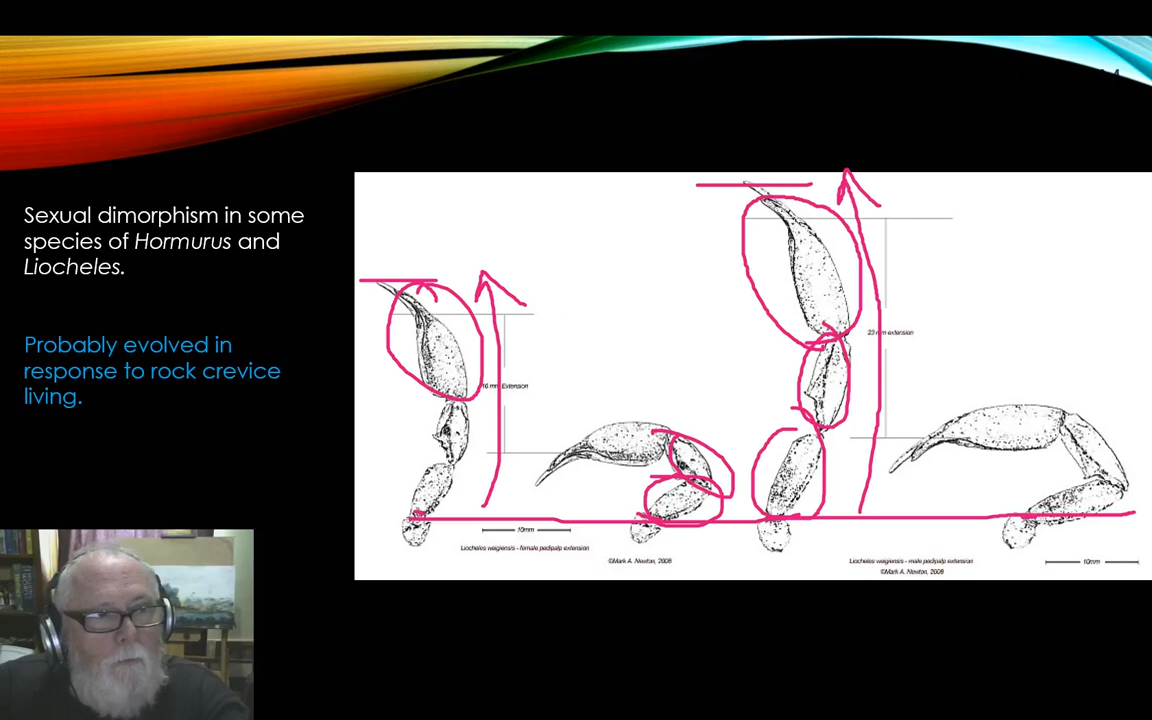 Sexual dimorphism in some
species of Hormurus and
Liocheles.
Probably evolved in
response to rock crevice
living.
16 mm Extension
23 mm extension
10mm
Liocheles waigiensis - female pedipalp extension
©Mark A. Newton, 2008
Liocheles waigiensis - male pedipalp extension
©Mark A. Newton, 2008
10mm